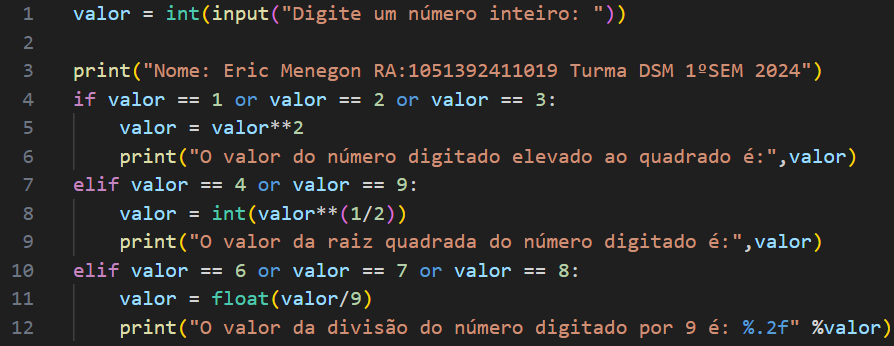 1 valor = int(input("Digite um número inteiro: "))
2
3 print("Nome: Eric Menegon RA:1051392411019 Turma DSM 1ºSEM 2024")
4 if valor == 1 or valor == 2 or valor == 3:
5     valor = valor**2
6     print("O valor do número digitado elevado ao quadrado é:",valor)
7 elif valor == 4 or valor == 9:
8     valor = int(valor**(1/2))
9     print("O valor da raiz quadrada do número digitado é:",valor)
10 elif valor == 6 or valor == 7 or valor == 8:
11     valor = float(valor/9)
12     print("O valor da divisão do número digitado por 9 é: %.2f" %valor)